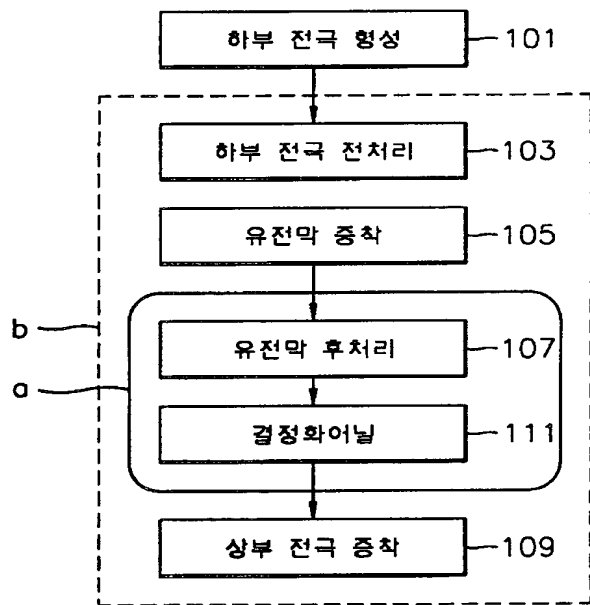 하부 전극 형성 101
하부 전극 전처리 103
유전막 증착 105
b
유전막 후처리 107
a
결정화어닐 111
상부 전극 증착 109